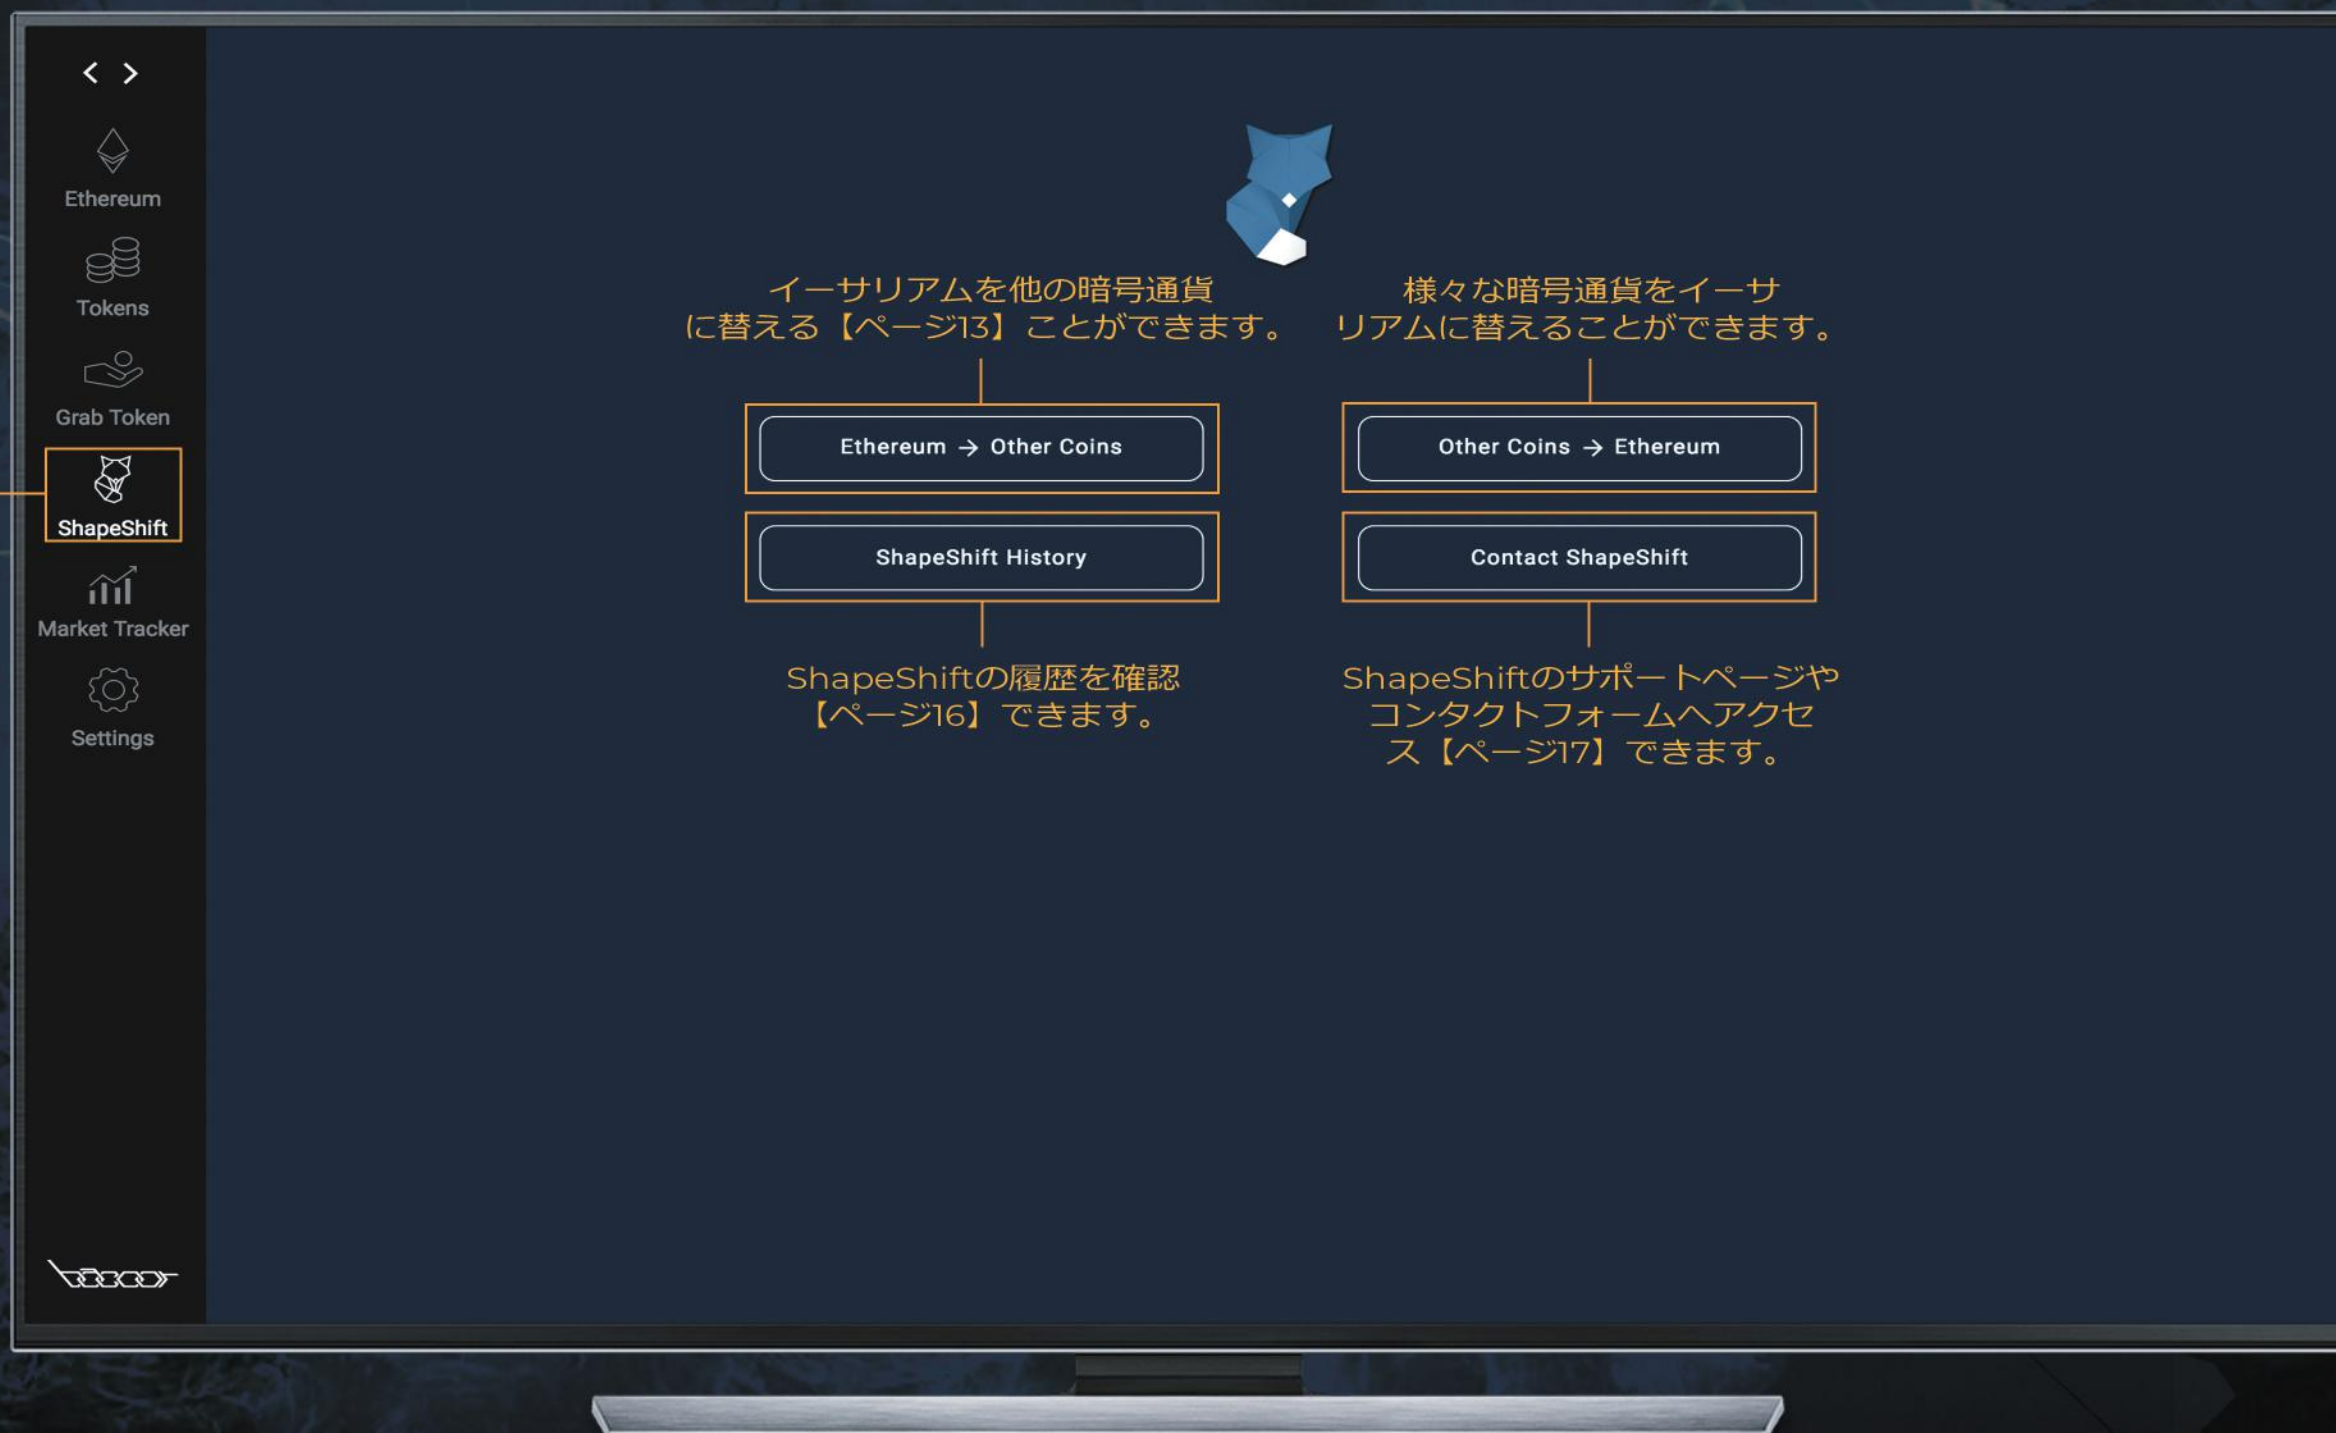 < >
Ethereum
Tokens
Grab Token
ShapeShift
Market Tracker
Settings
イーサリアムを他の暗号通貨
に替える【ページ13】ことができます。
Ethereum → Other Coins
ShapeShift History
ShapeShiftの履歴を確認
【ページ16】できます。
様々な暗号通貨をイーサ
リアムに替えることができます。
Other Coins → Ethereum
Contact ShapeShift
ShapeShiftのサポートページや
コンタクトフォームへアクセ
ス【ページ17】できます。